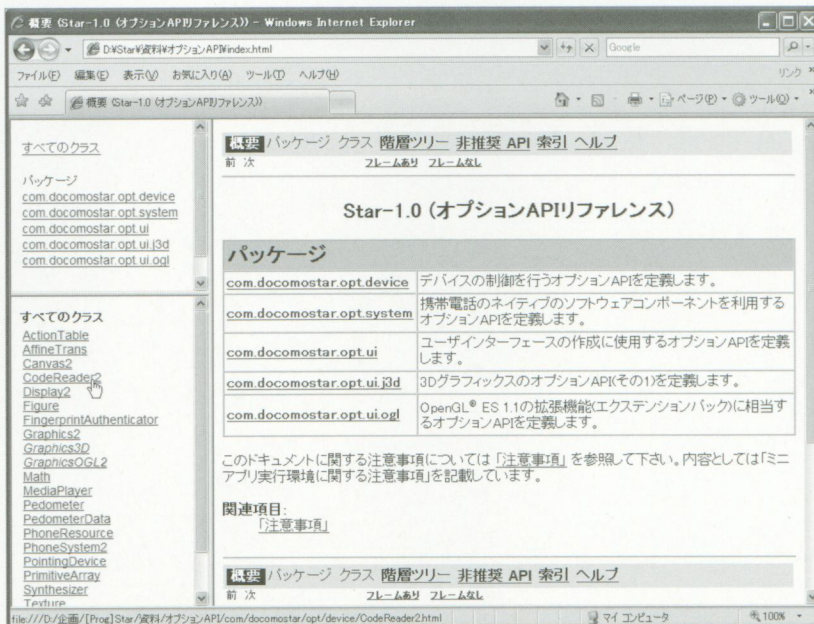 概要 (Star-1.0 (オプションAPIリファレンス)) - Windows Internet Explorer
D:¥Star¥資料¥オプションAPI¥index.html
Google
ファイル(F) 編集(E) 表示(V) お気に入り(A) ツール(T) ヘルプ(H)
リンク
概要 (Star-1.0 (オプションAPIリファレンス))
ページ(P) ツール(O)
すべてのクラス
パッケージ
com.docomostar.opt.device
com.docomostar.opt.system
com.docomostar.opt.ui
com.docomostar.opt.ui.j3d
com.docomostar.opt.ui.ogl
すべてのクラス
ActionTable
AffineTrans
Canvas2
CodeReader2
Display2
Figure
FingerprintAuthenticator
Graphics2
Graphics3D
GraphicsOGL2
Math
MediaPlayer
Pedometer
PedometerData
PhoneResource
PhoneSystem2
PointingDevice
PrimitiveArray
Synthesizer
Texture
概要 パッケージ クラス 階層ツリー 非推奨 API 索引 ヘルプ
前 次 フレームあり フレームなし
Star-1.0 (オプションAPIリファレンス)
パッケージ
com.docomostar.opt.device デバイスの制御を行うオプションAPIを定義します。
com.docomostar.opt.system 携帯電話のネイティブのソフトウェアコンポーネントを利用する
オプションAPIを定義します。
com.docomostar.opt.ui ユーザインターフェースの作成に使用するオプションAPIを定義
します。
com.docomostar.opt.ui.j3d 3DグラフィックスのオプションAPI(その1)を定義します。
com.docomostar.opt.ui.ogl OpenGL® ES 1.1の拡張機能(エクステンションパック)に相当す
るオプションAPIを定義します。
このドキュメントに関する注意事項については「注意事項」を参照して下さい。内容としては「ミニ
アプリ実行環境に関する注意事項」を記載しています。
関連項目:
「注意事項」
概要 パッケージ クラス 階層ツリー 非推奨 API 索引 ヘルプ
前 次 フレームあり フレームなし
file:///D:/企画/[Prog]Star/資料/オプションAPI/com/docomostar/opt/device/CodeReader2.html
マイ コンピュータ
100%